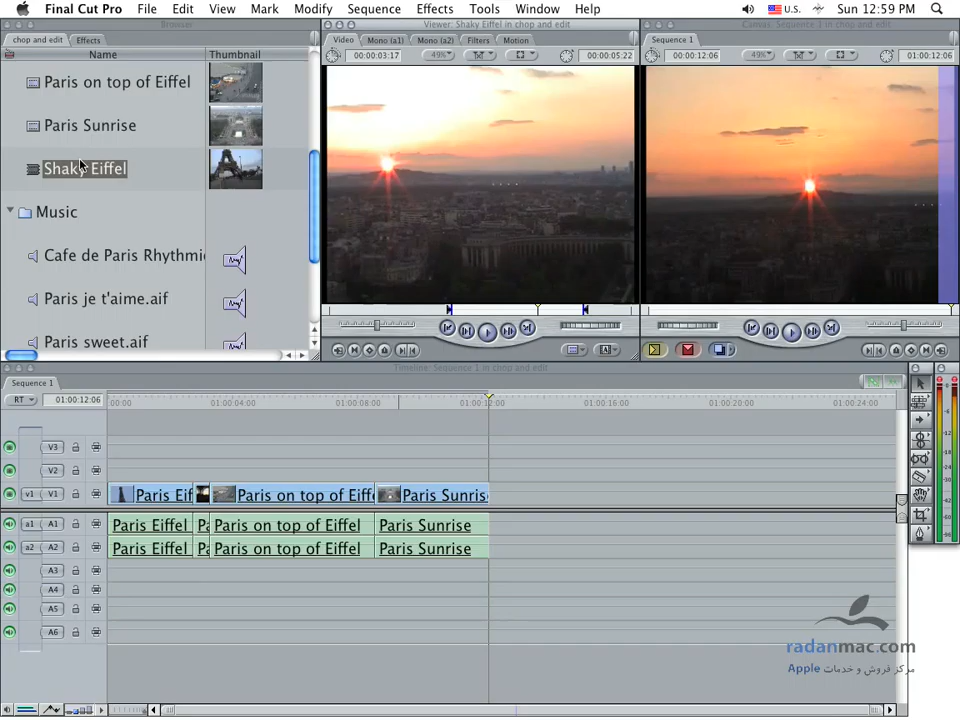 Final Cut Pro File Edit View Mark Modify Sequence Effects Tools Window Help U.S. Sun 12:59 PM
Browser
Viewer: Shaky Eiffel in chop and edit
Canvas: Sequence 1 in chop and edit
chop and edit Effects
Video Mono (a1) Mono (a2) Filters Motion
Sequence 1
Name Thumbnail
00:00:03:17 49% 00:00:05:22
00:00:12:06 49% 01:00:12:06
Paris on top of Eiffel
Paris Sunrise
Shaky Eiffel
Music
Cafe de Paris Rhythmi
Paris je t'aime.aif
Paris sweet.aif
Timeline: Sequence 1 in chop and edit
Sequence 1
RT 01:00:12:06 00:00 01:00:04:00 01:00:08:00 01:00:12:00 01:00:16:00 01:00:20:00 01:00:24:00
V3
V2
v1 V1 Paris Eif Paris on top of Eiffe Paris Sunris
a1 A1 Paris Eiffel Pa Paris on top of Eiffel Paris Sunrise
a2 A2 Paris Eiffel Pa Paris on top of Eiffel Paris Sunrise
A3
A4
A5
A6
radanmac.com
مرکز فروش و خدمات Apple